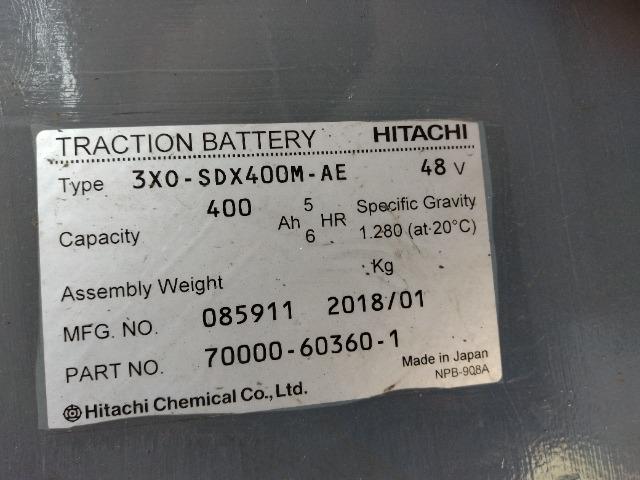 TRACTION BATTERY HITACHI
Type 3X0-SDX400M-AE 48 V
Capacity 400 Ah 5 HR Specific Gravity
6 1.280 (at 20°C)
Assembly Weight Kg
MFG. NO. 085911 2018/01
PART NO. 70000-60360-1
Made in Japan
NPB-908A
Hitachi Chemical Co., Ltd.